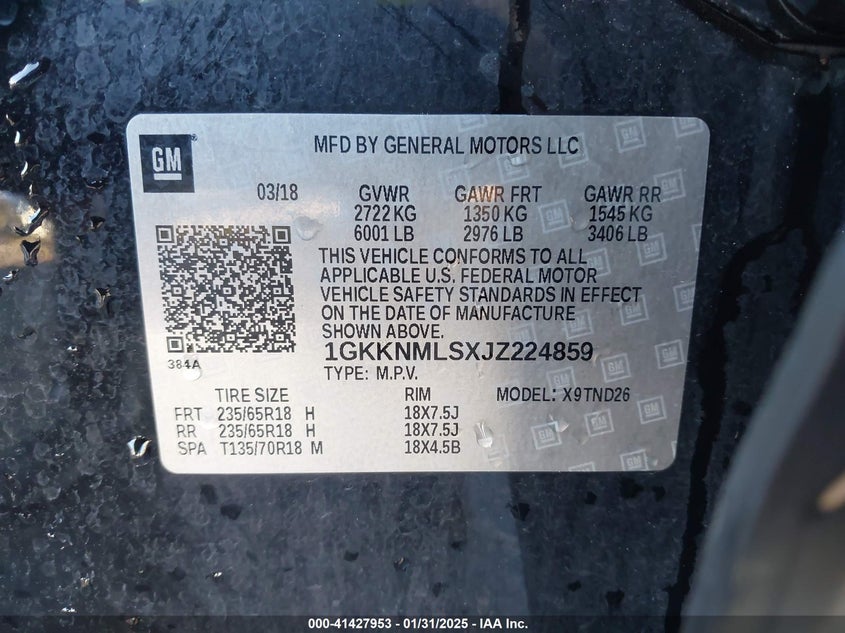 GM
MFD BY GENERAL MOTORS LLC
03/18 GVWR GAWR FRT GAWR RR
2722 KG 1350 KG 1545 KG
6001 LB 2976 LB 3406 LB
THIS VEHICLE CONFORMS TO ALL
APPLICABLE U.S. FEDERAL MOTOR
VEHICLE SAFETY STANDARDS IN EFFECT
ON THE DATE OF MANUFACTURE
SHOWN ABOVE.
384A
1GKKNMLSXJZ224859
TYPE: M.P.V.
TIRE SIZE RIM MODEL: X9TND26
FRT 235/65R18 H 18X7.5J
RR 235/65R18 H 18X7.5J
SPA T135/70R18 M 18X4.5B
000-41427953 - 01/31/2025 - IAA Inc.